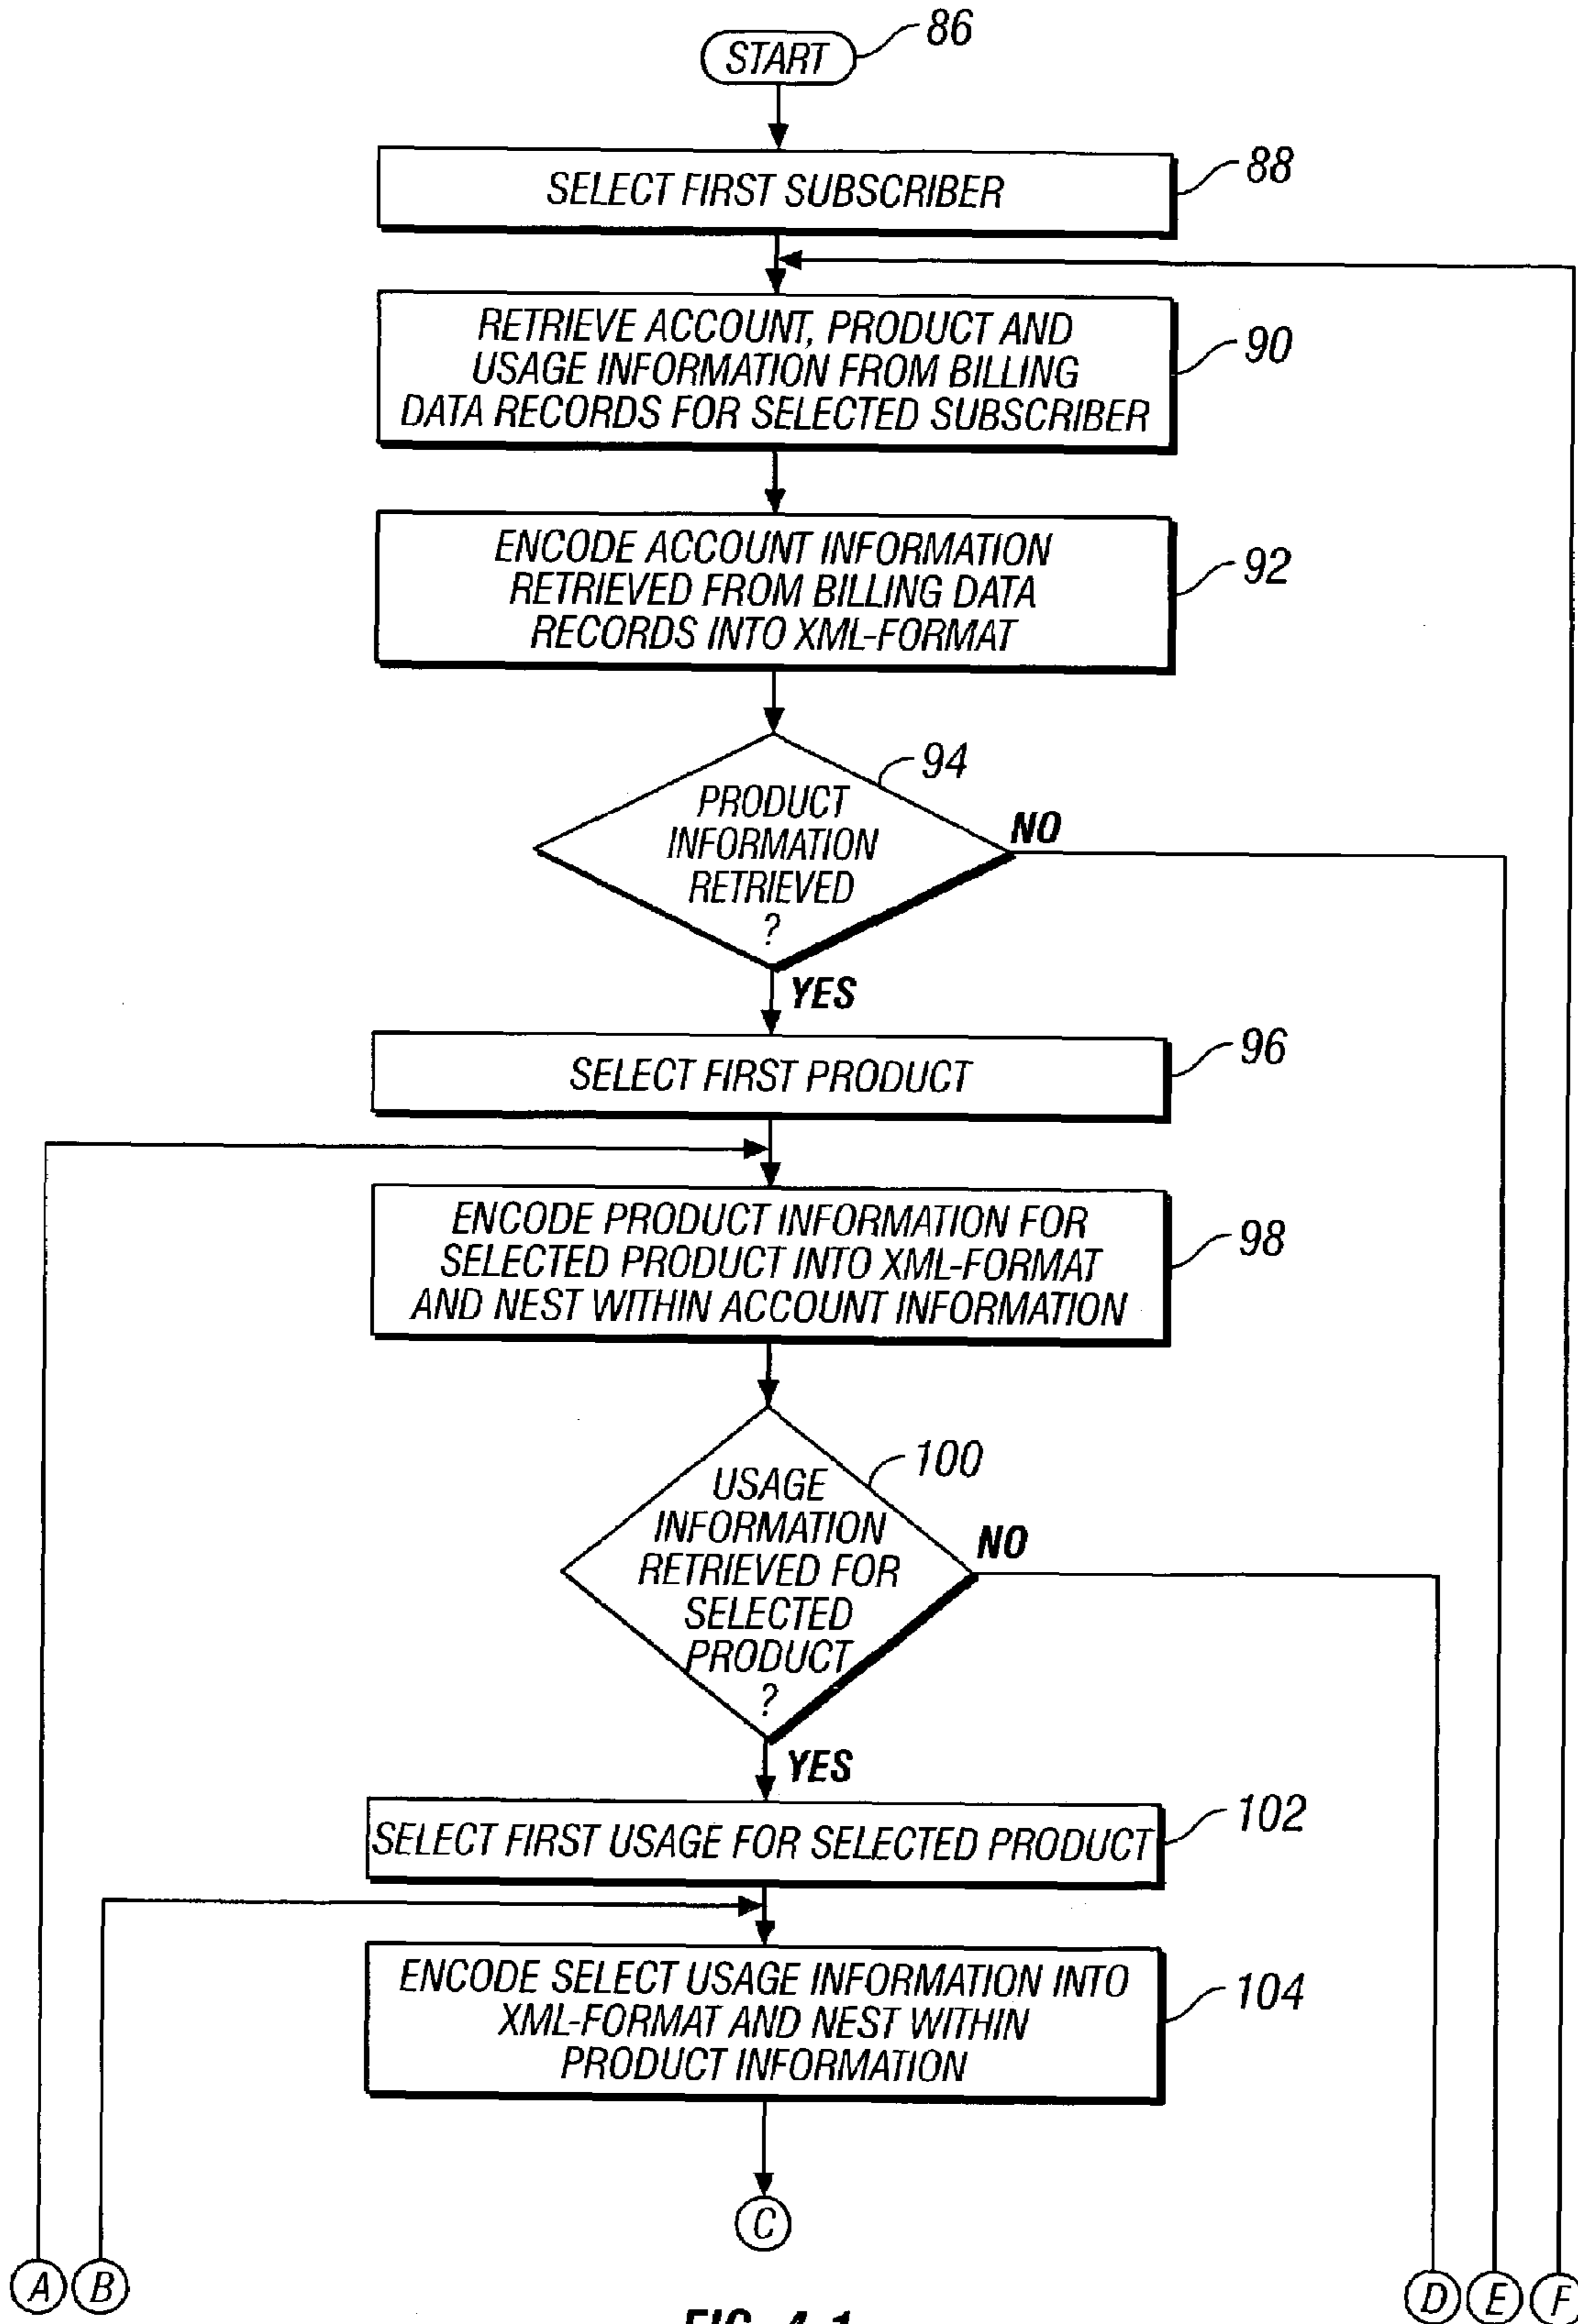 START
86
SELECT FIRST SUBSCRIBER
88
RETRIEVE ACCOUNT, PRODUCT AND
USAGE INFORMATION FROM BILLING
DATA RECORDS FOR SELECTED SUBSCRIBER
90
ENCODE ACCOUNT INFORMATION
RETRIEVED FROM BILLING DATA
RECORDS INTO XML-FORMAT
92
94
PRODUCT
INFORMATION
RETRIEVED
?
NO
YES
SELECT FIRST PRODUCT
96
ENCODE PRODUCT INFORMATION FOR
SELECTED PRODUCT INTO XML-FORMAT
AND NEST WITHIN ACCOUNT INFORMATION
98
100
USAGE
INFORMATION
RETRIEVED FOR
SELECTED
PRODUCT
?
NO
YES
SELECT FIRST USAGE FOR SELECTED PRODUCT
102
ENCODE SELECT USAGE INFORMATION INTO
XML-FORMAT AND NEST WITHIN
PRODUCT INFORMATION
104
C
A
B
D
E
F
FIG. 4-1